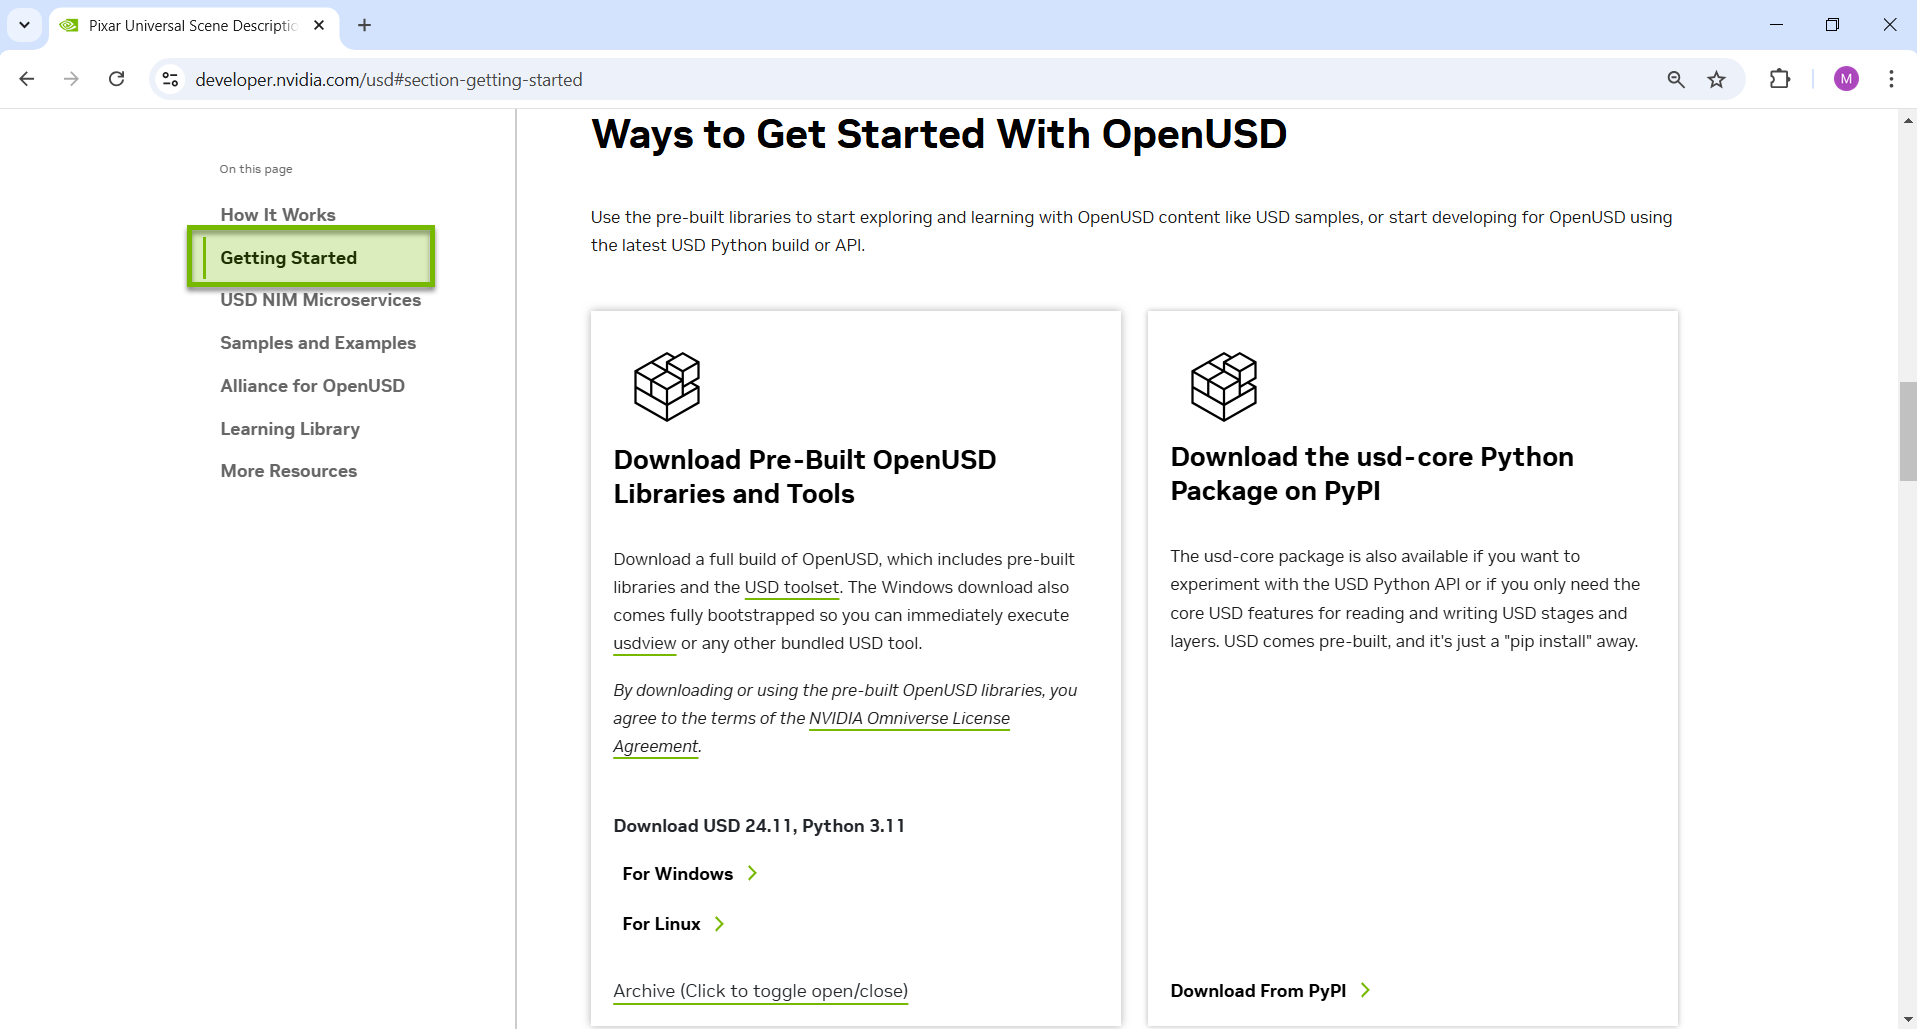 Pixar Universal Scene Descriptio
developer.nvidia.com/usd#section-getting-started
M
On this page
How It Works
Getting Started
USD NIM Microservices
Samples and Examples
Alliance for OpenUSD
Learning Library
More Resources
Ways to Get Started With OpenUSD
Use the pre-built libraries to start exploring and learning with OpenUSD content like USD samples, or start developing for OpenUSD using
the latest USD Python build or API.
Download Pre-Built OpenUSD
Libraries and Tools
Download a full build of OpenUSD, which includes pre-built
libraries and the USD toolset. The Windows download also
comes fully bootstrapped so you can immediately execute
usdview or any other bundled USD tool.
By downloading or using the pre-built OpenUSD libraries, you
agree to the terms of the NVIDIA Omniverse License
Agreement.
Download USD 24.11, Python 3.11
For Windows
For Linux
Archive (Click to toggle open/close)
Download the usd-core Python
Package on PyPI
The usd-core package is also available if you want to
experiment with the USD Python API or if you only need the
core USD features for reading and writing USD stages and
layers. USD comes pre-built, and it's just a "pip install" away.
Download From PyPI